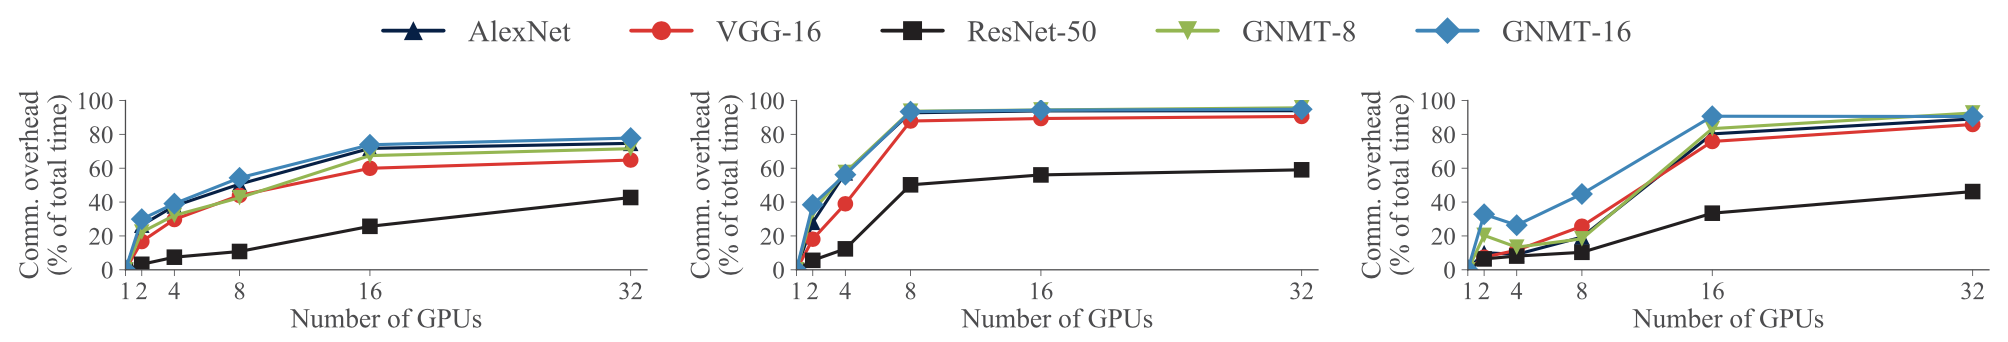 AlexNet VGG-16 ResNet-50 GNMT-8 GNMT-16
Comm. overhead
(% of total time)
100
80
60
40
20
0
1 2 4 8 16 32
Number of GPUs
Comm. overhead
(% of total time)
100
80
60
40
20
0
1 2 4 8 16 32
Number of GPUs
Comm. overhead
(% of total time)
100
80
60
40
20
0
1 2 4 8 16 32
Number of GPUs